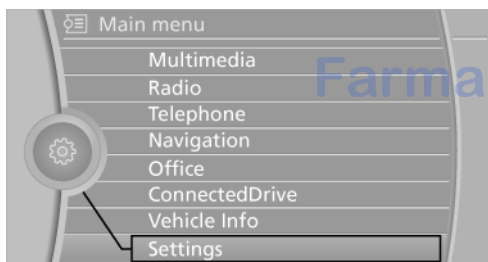 Main menu
Multimedia
Farma
Radio
Telephone
Navigation
Office
ConnectedDrive
Vehicle Info
Settings